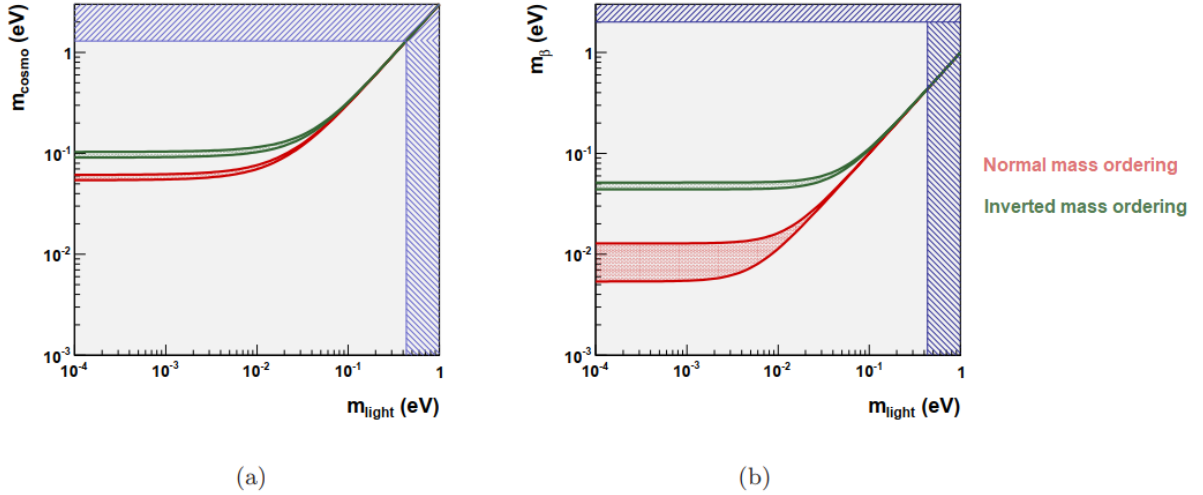 m_cosmo (eV)
1
10^-1
10^-2
10^-3
10^-4 10^-3 10^-2 10^-1 1
m_light (eV)
(a)
m_β (eV)
1
10^-1
10^-2
10^-3
10^-4 10^-3 10^-2 10^-1 1
m_light (eV)
(b)
Normal mass ordering
Inverted mass ordering